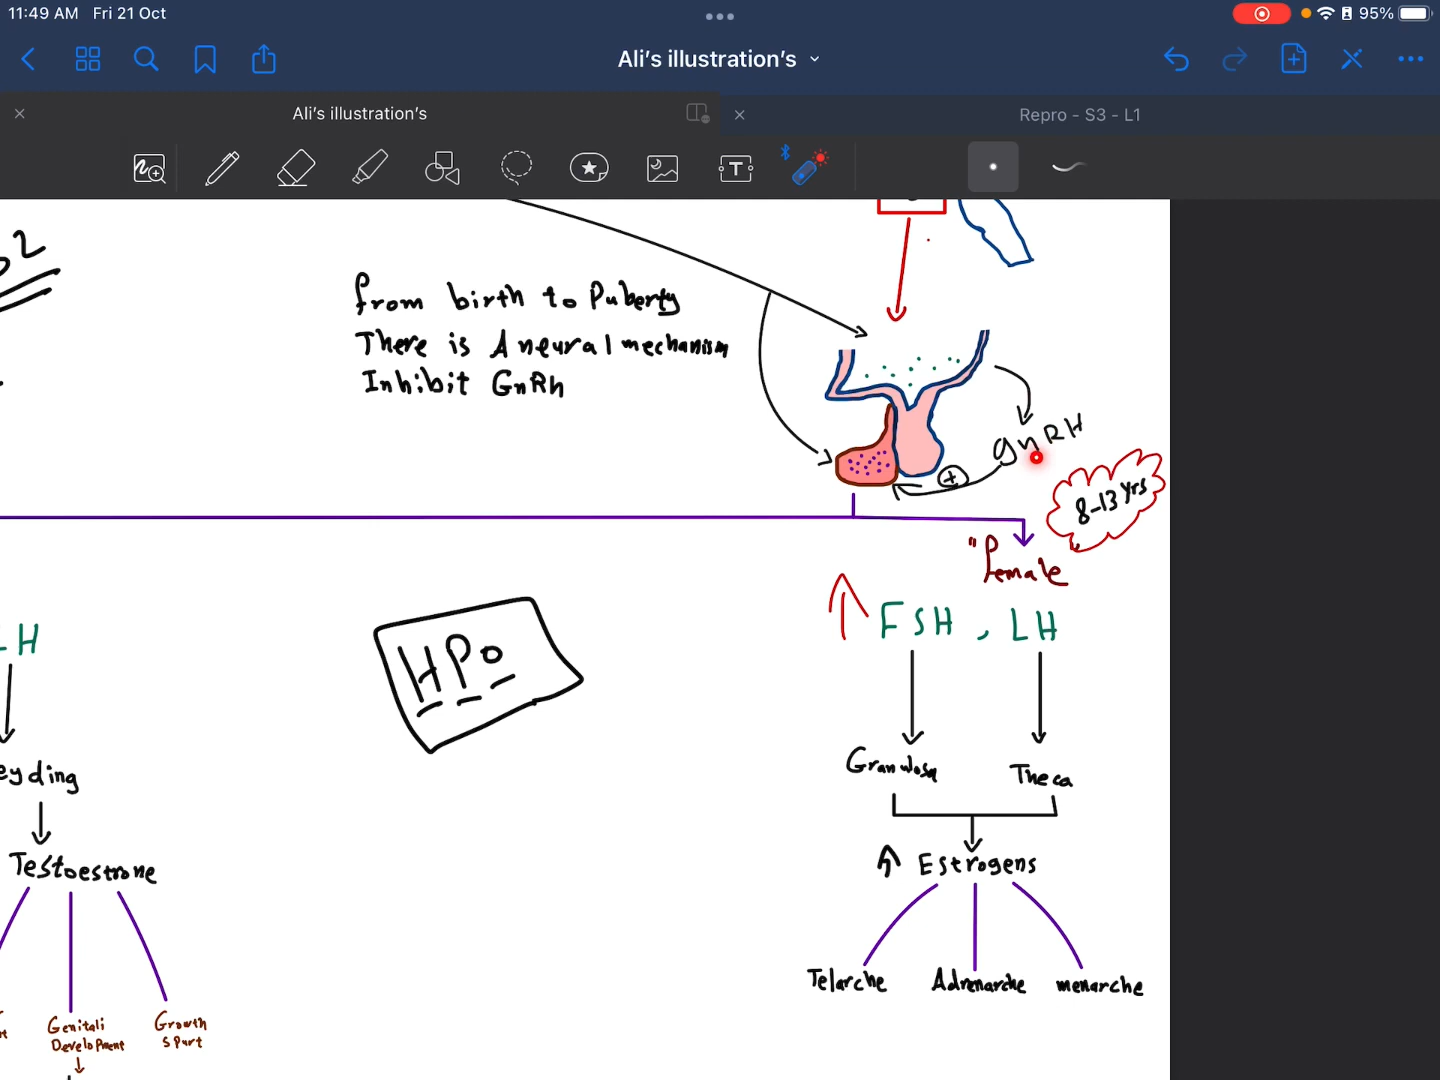 11:49 AM Fri 21 Oct
95%
Ali's illustration's
Ali's illustration's
Repro - S3 - L1
T
2
from birth to Puberty
There is A neural mechanism
Inhibit GnRh
gnRH
+
8-13 yrs
"Female
FSH , LH
LH
HPo
Granulosa
Theca
eyding
Estrogens
Testoestrone
Telarche
Adrenarche
menarche
Genitali
Development
Growth
spurt